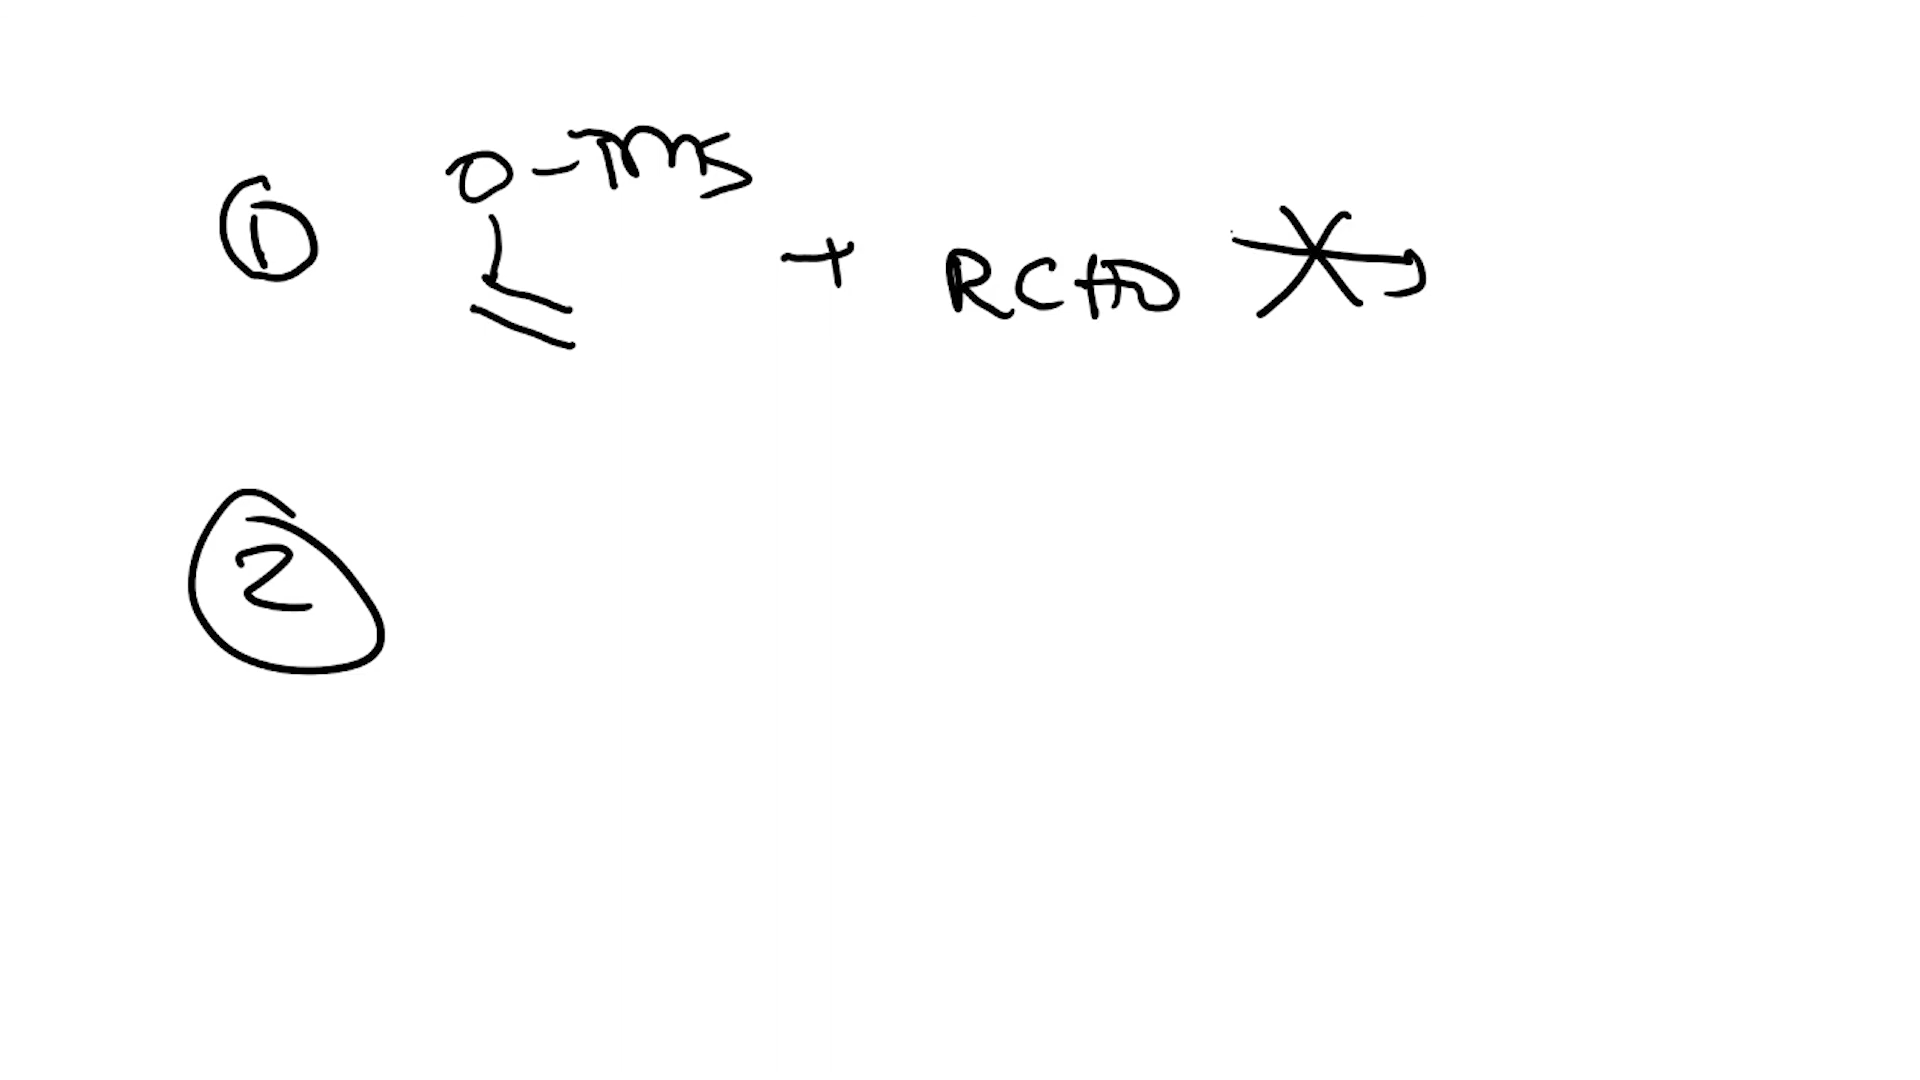 ① O-TMS + RCHO
②